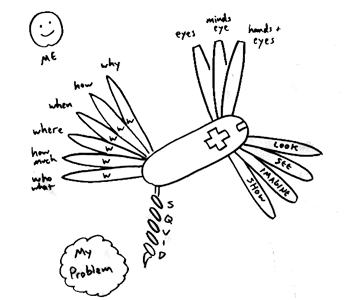 ME
eyes
minds
eye
hands +
eyes
why
how
when
where
how
much
who
what
W
W
W
W
W
W
LOOK
SEE
IMAGINE
SHOW
S
Q
V
I
D
My
Problem